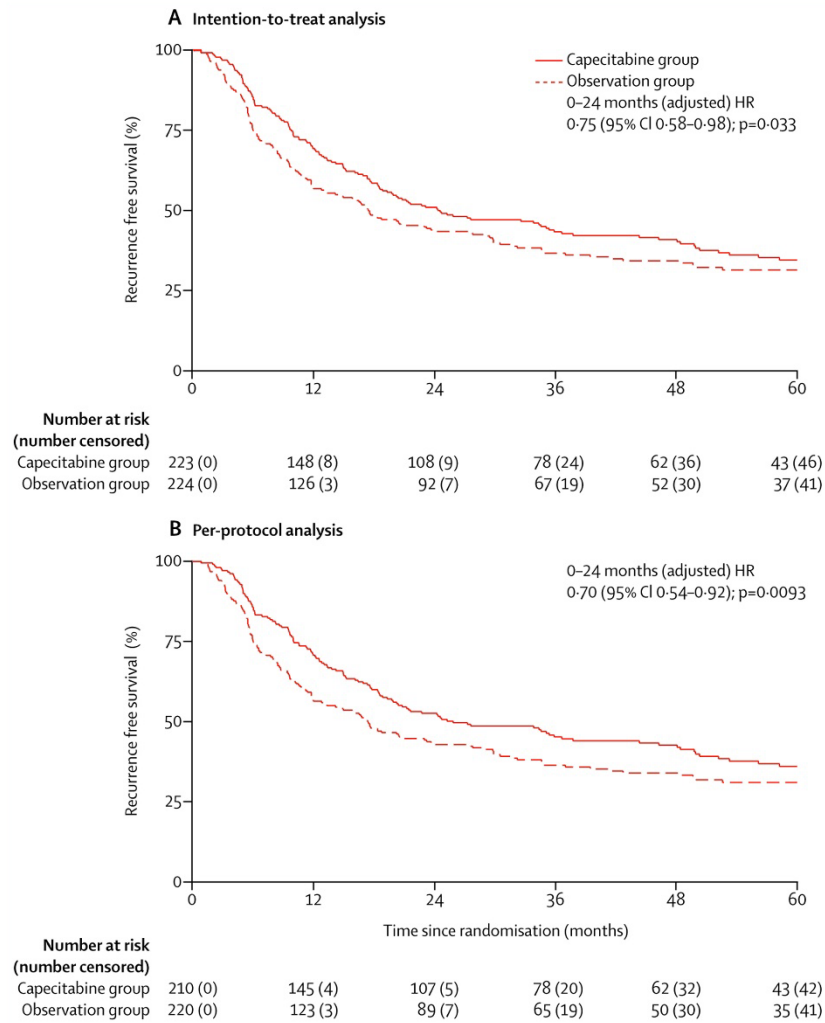 A Intention-to-treat analysis
100
75
50
25
0
Recurrence free survival (%)
Capecitabine group
Observation group
0–24 months (adjusted) HR
0·75 (95% CI 0·58–0·98); p=0·033
0 12 24 36 48 60
Number at risk
(number censored)
Capecitabine group 223 (0) 148 (8) 108 (9) 78 (24) 62 (36) 43 (46)
Observation group 224 (0) 126 (3) 92 (7) 67 (19) 52 (30) 37 (41)
B Per-protocol analysis
100
75
50
25
0
Recurrence free survival (%)
0–24 months (adjusted) HR
0·70 (95% CI 0·54–0·92); p=0·0093
0 12 24 36 48 60
Time since randomisation (months)
Number at risk
(number censored)
Capecitabine group 210 (0) 145 (4) 107 (5) 78 (20) 62 (32) 43 (42)
Observation group 220 (0) 123 (3) 89 (7) 65 (19) 50 (30) 35 (41)